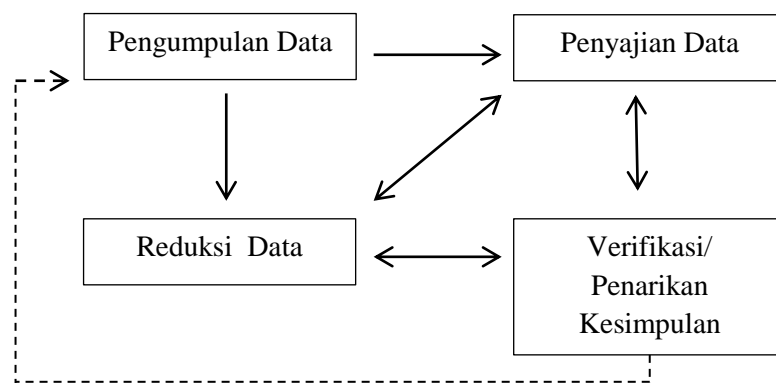 Pengumpulan Data
Penyajian Data
Reduksi Data
Verifikasi/
Penarikan
Kesimpulan